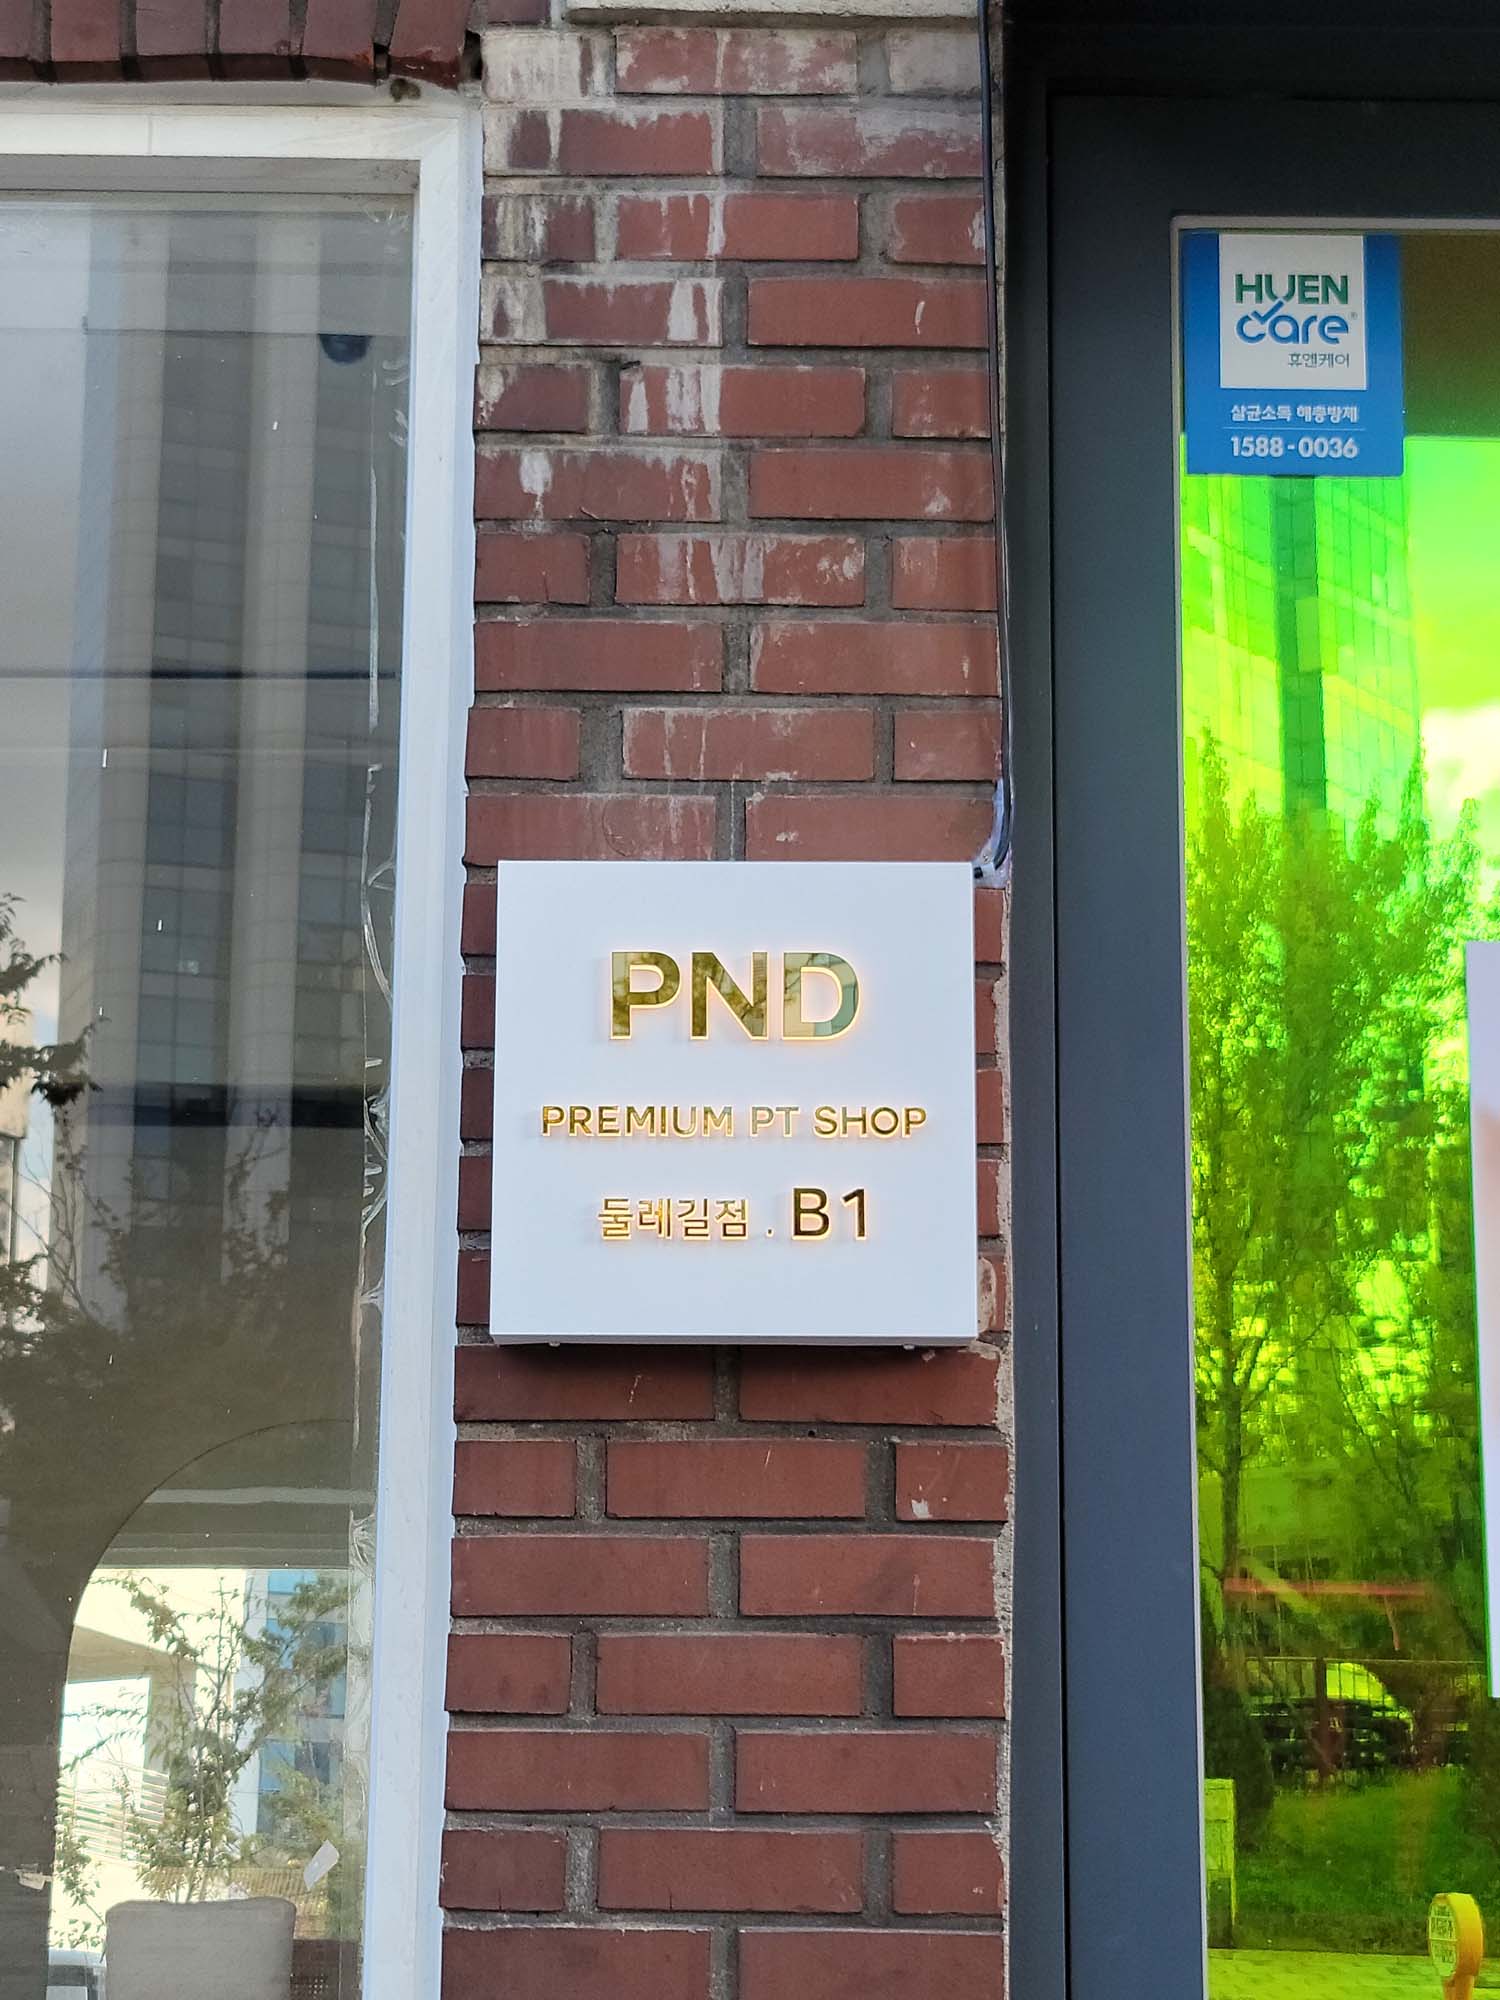 HUEN
care®
휴엔케어
살균소독 해충방제
1588-0036
PND
PREMIUM PT SHOP
둘레길점 . B1